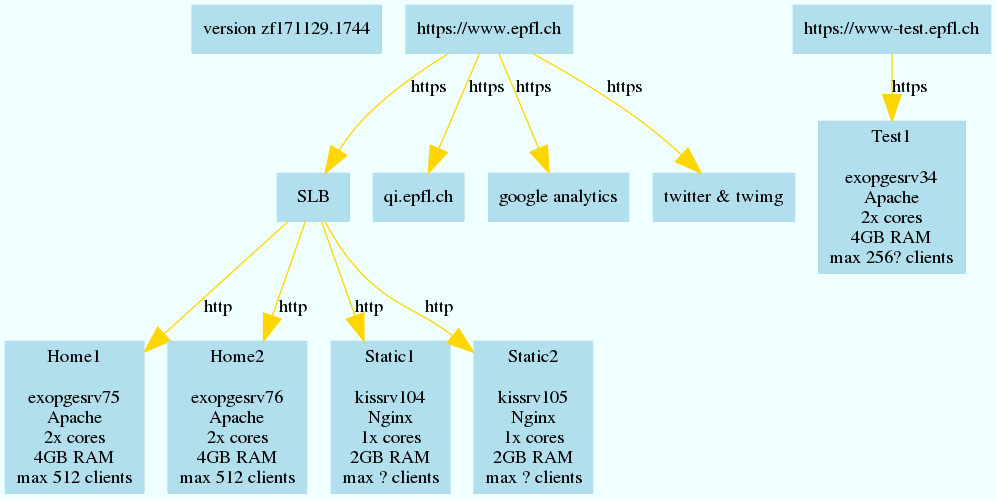 version zf171129.1744
https://www.epfl.ch
https://www-test.epfl.ch
https
https
https
https
https
SLB
qi.epfl.ch
google analytics
twitter & twimg
Test1
exopgesrv34
Apache
2x cores
4GB RAM
max 256? clients
http
http
http
http
Home1
exopgesrv75
Apache
2x cores
4GB RAM
max 512 clients
Home2
exopgesrv76
Apache
2x cores
4GB RAM
max 512 clients
Static1
kissrv104
Nginx
1x cores
2GB RAM
max ? clients
Static2
kissrv105
Nginx
1x cores
2GB RAM
max ? clients